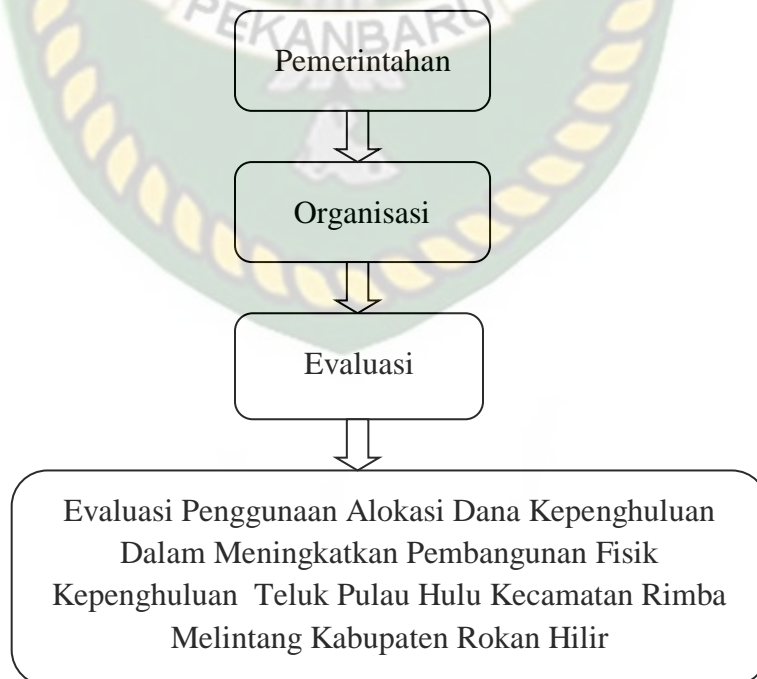 PEKANBARU
Pemerintahan
Organisasi
Evaluasi
Evaluasi Penggunaan Alokasi Dana Kepenghuluan
Dalam Meningkatkan Pembangunan Fisik
Kepenghuluan Teluk Pulau Hulu Kecamatan Rimba
Melintang Kabupaten Rokan Hilir